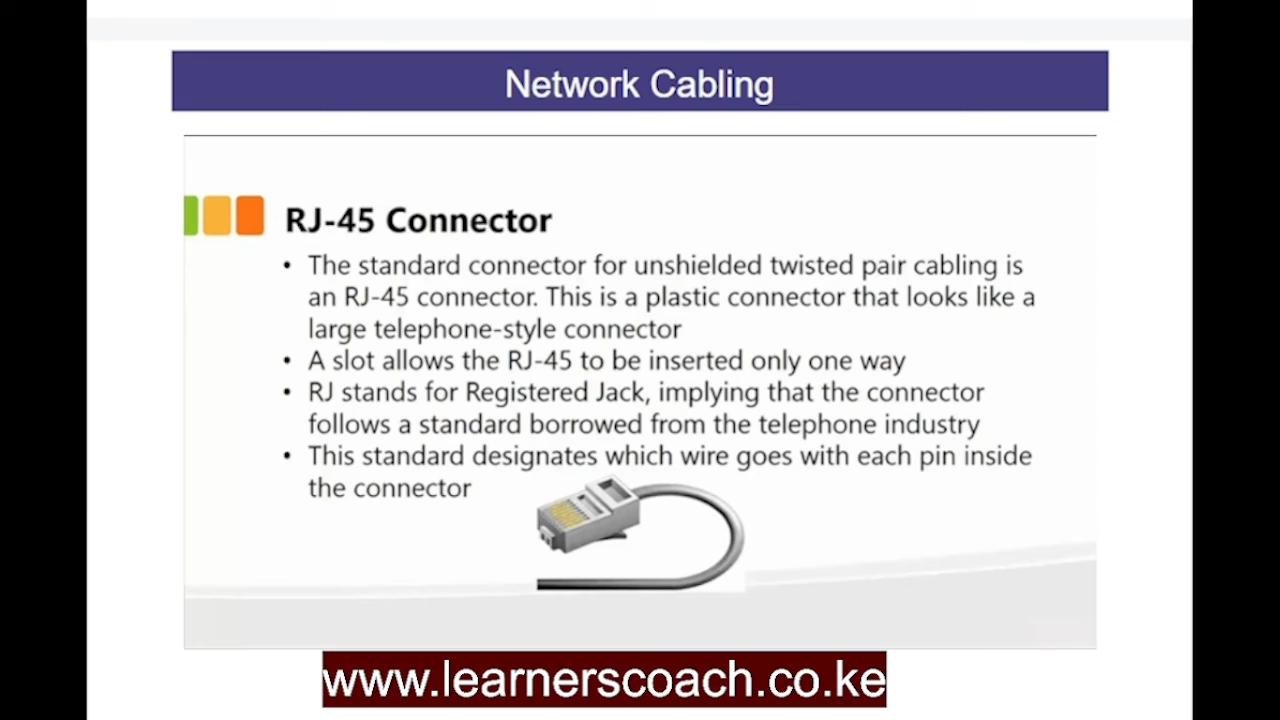 Network Cabling
RJ-45 Connector
• The standard connector for unshielded twisted pair cabling is
an RJ-45 connector. This is a plastic connector that looks like a
large telephone-style connector
• A slot allows the RJ-45 to be inserted only one way
• RJ stands for Registered Jack, implying that the connector
follows a standard borrowed from the telephone industry
• This standard designates which wire goes with each pin inside
the connector
www.learnerscoach.co.ke